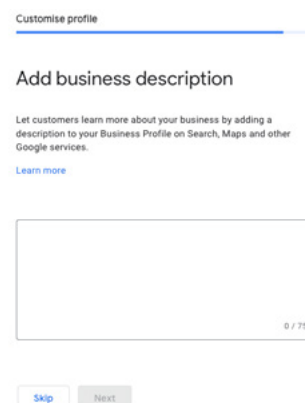 Customise profile
Add business description
Let customers learn more about your business by adding a
description to your Business Profile on Search, Maps and other
Google services.
Learn more
0 / 75
Skip Next